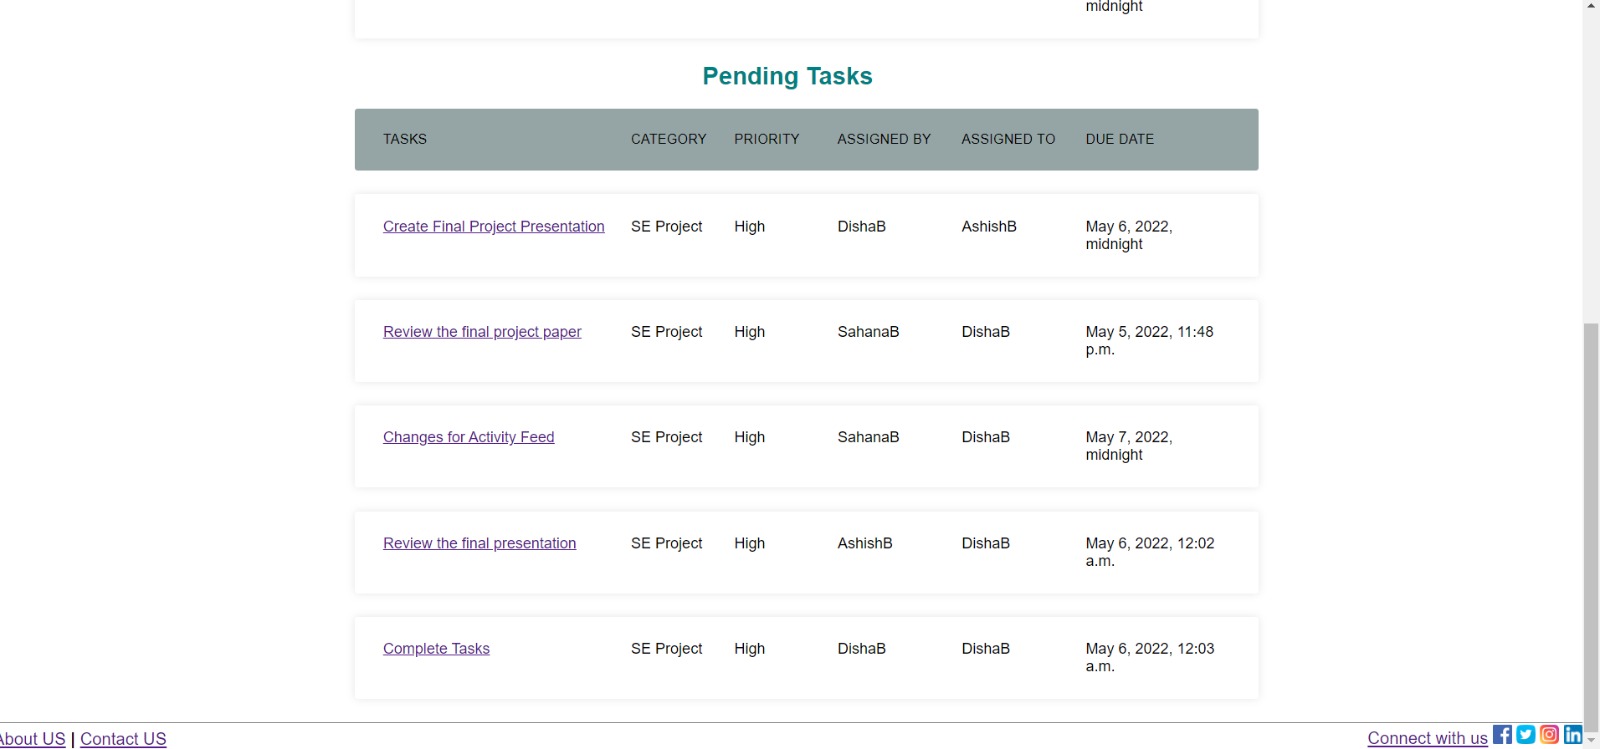 midnight
Pending Tasks
TASKS CATEGORY PRIORITY ASSIGNED BY ASSIGNED TO DUE DATE
Create Final Project Presentation SE Project High DishaB AshishB May 6, 2022,
midnight
Review the final project paper SE Project High SahanaB DishaB May 5, 2022, 11:48
p.m.
Changes for Activity Feed SE Project High SahanaB DishaB May 7, 2022,
midnight
Review the final presentation SE Project High AshishB DishaB May 6, 2022, 12:02
a.m.
Complete Tasks SE Project High DishaB DishaB May 6, 2022, 12:03
a.m.
About US | Contact US Connect with us f in